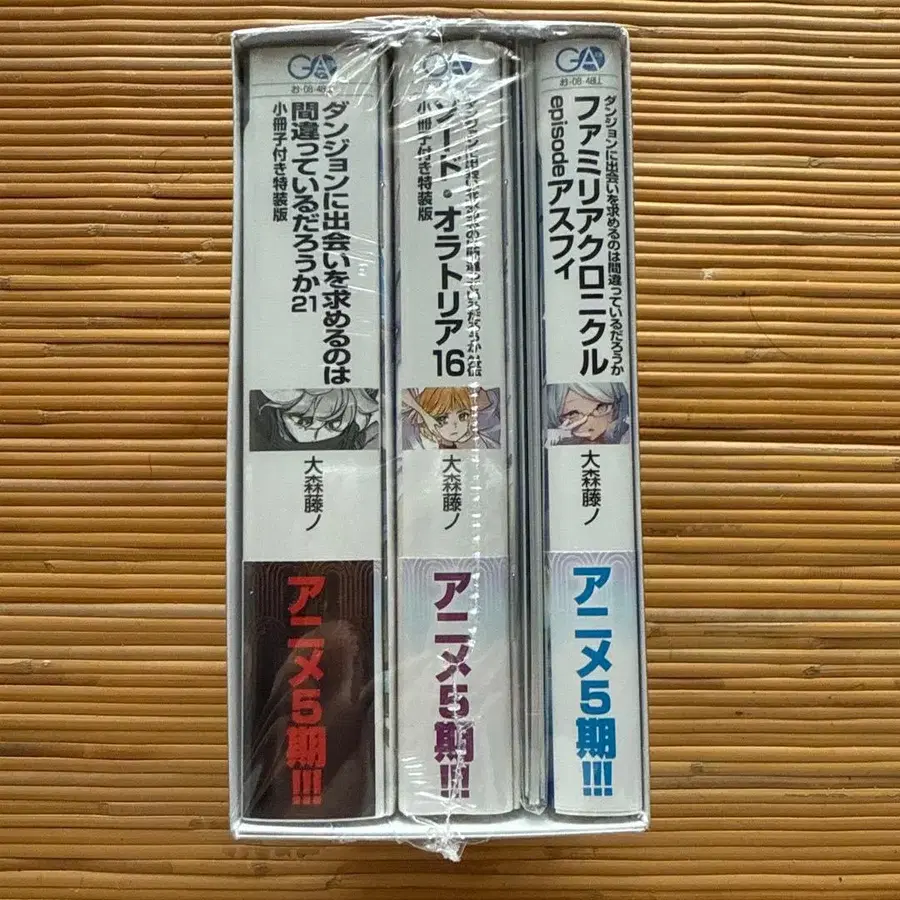 GA
ダンジョンに出会いを求めるのは
間違っているだろうか21
小冊子付き特装版
大森藤ノ
アニメ5期!!!
GA
ソード・オラトリア16
小冊子付き特装版
大森藤ノ
アニメ5期!!!
GA
ダンジョンに出会いを求めるのは間違っているだろうか
ファミリアクロニクル
episodeアスフィ
大森藤ノ
アニメ5期!!!